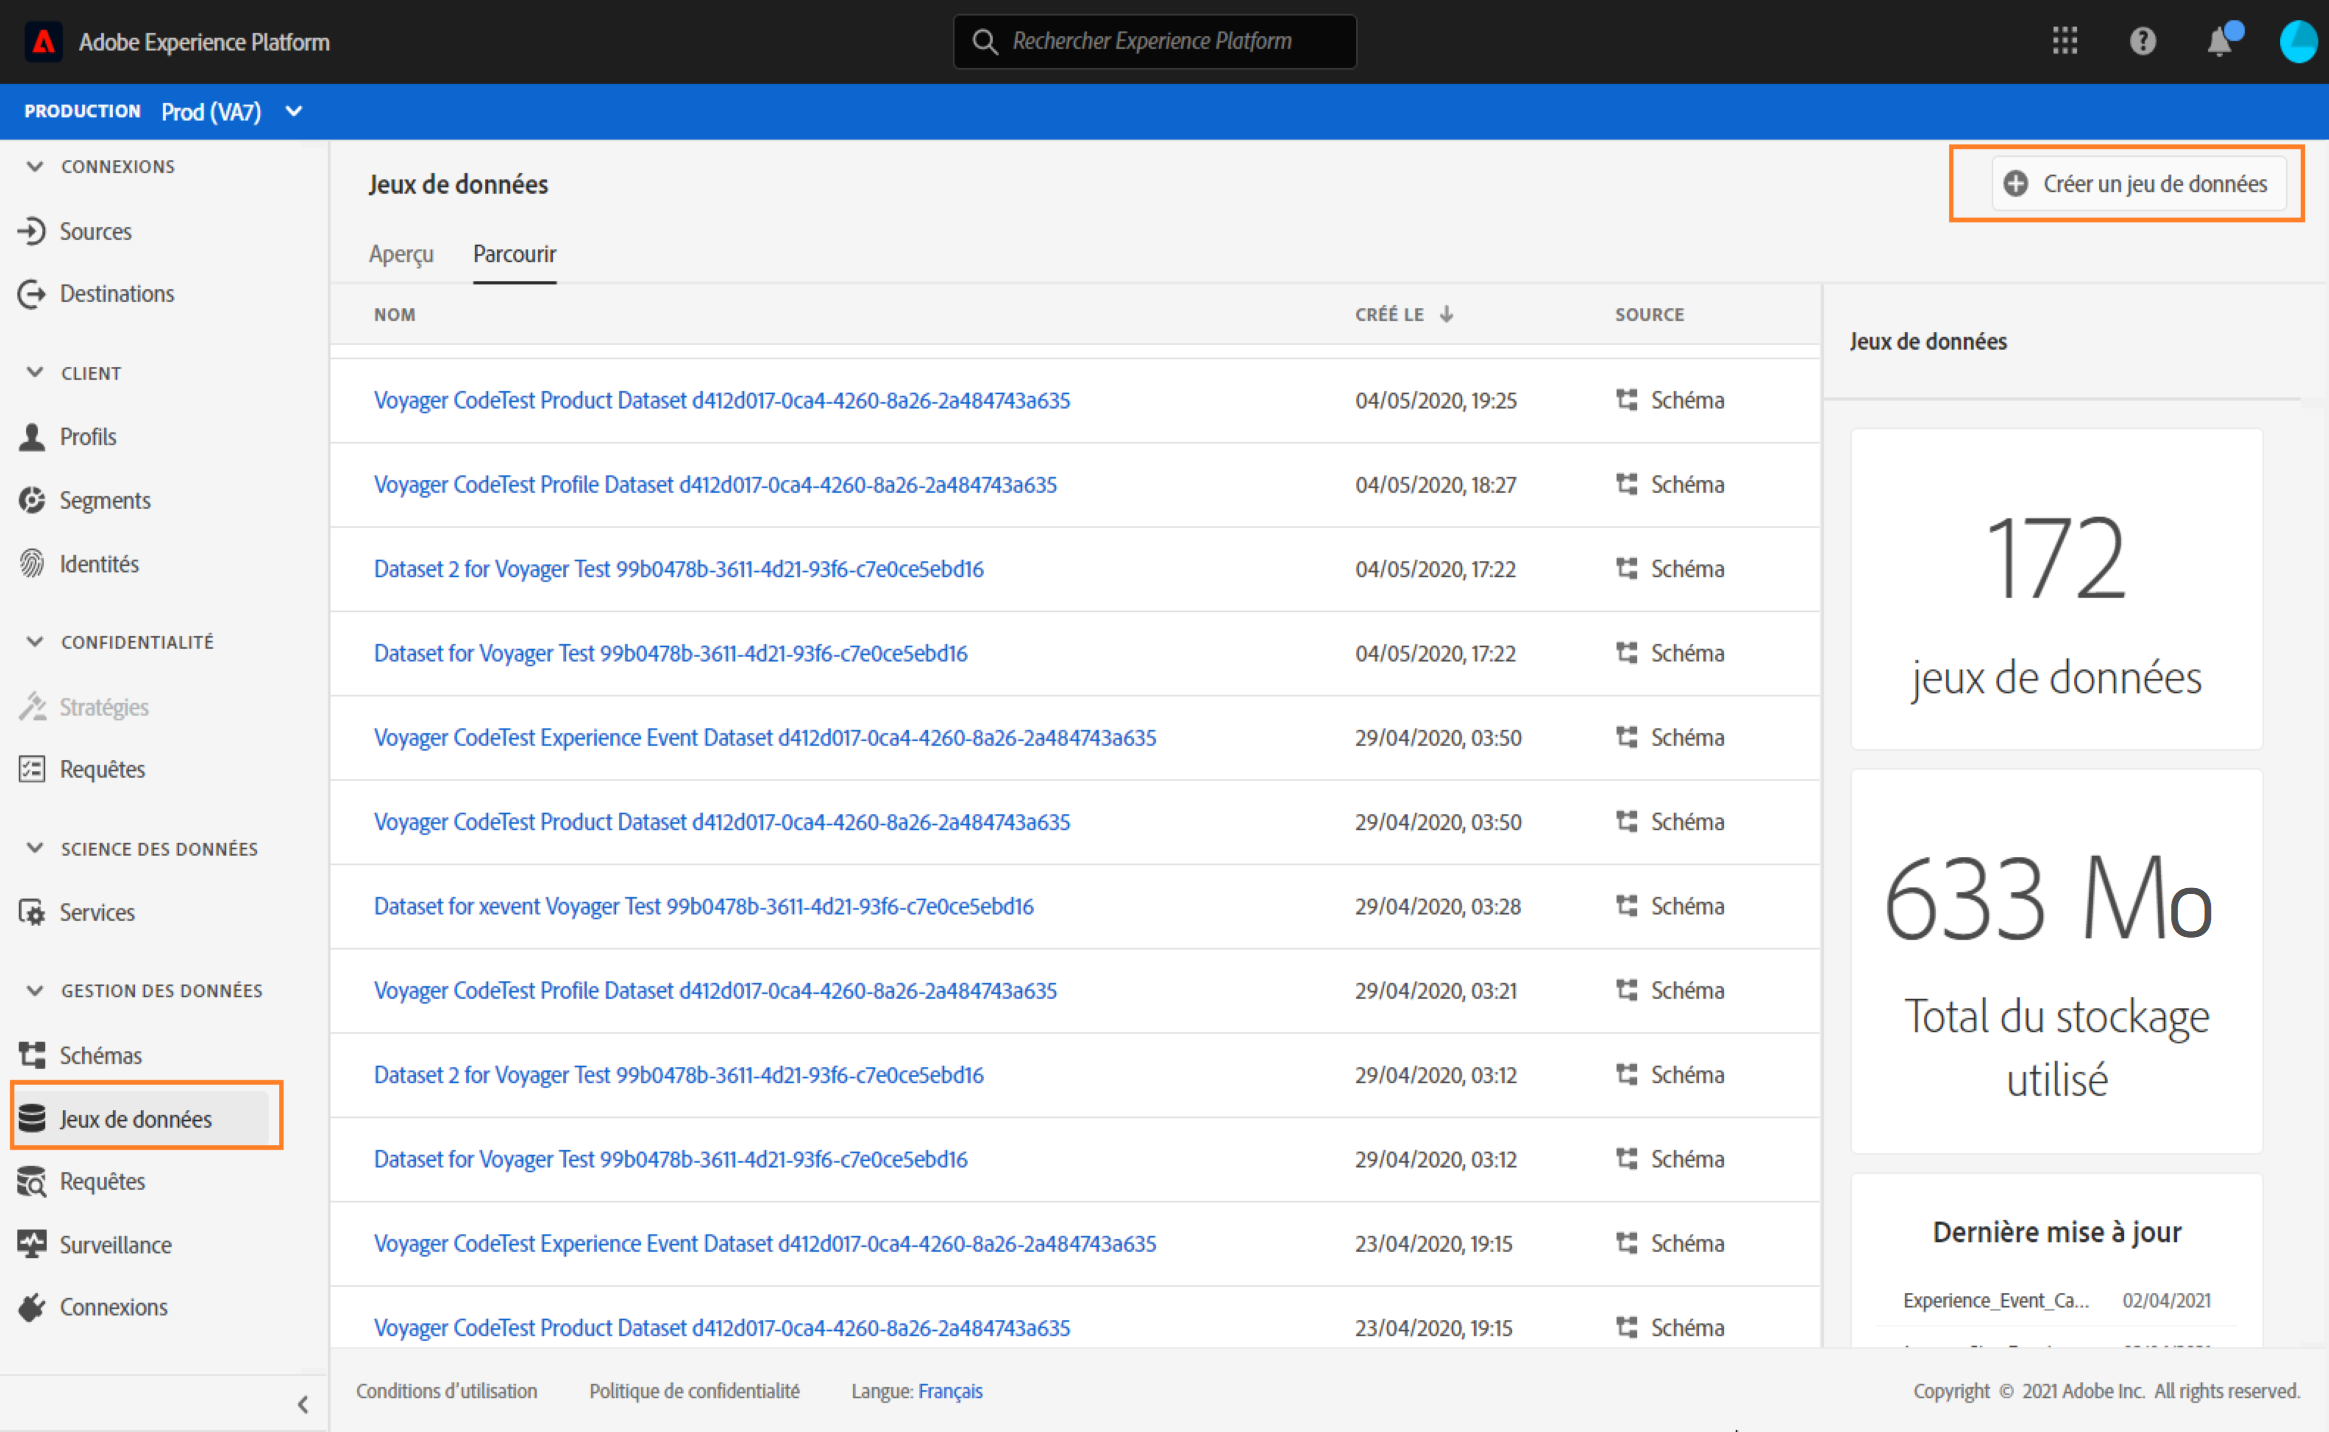 Adobe Experience Platform
Rechercher Experience Platform
PRODUCTION Prod (VA7)
CONNEXIONS
Sources
Destinations
CLIENT
Profils
Segments
Identités
CONFIDENTIALITÉ
Stratégies
Requêtes
SCIENCE DES DONNÉES
Services
GESTION DES DONNÉES
Schémas
Jeux de données
Requêtes
Surveillance
Connexions
Jeux de données
Créer un jeu de données
Aperçu Parcourir
NOM CRÉÉ LE SOURCE
Voyager CodeTest Product Dataset d412d017-0ca4-4260-8a26-2a484743a635 04/05/2020, 19:25 Schéma
Voyager CodeTest Profile Dataset d412d017-0ca4-4260-8a26-2a484743a635 04/05/2020, 18:27 Schéma
Dataset 2 for Voyager Test 99b0478b-3611-4d21-93f6-c7e0ce5ebd16 04/05/2020, 17:22 Schéma
Dataset for Voyager Test 99b0478b-3611-4d21-93f6-c7e0ce5ebd16 04/05/2020, 17:22 Schéma
Voyager CodeTest Experience Event Dataset d412d017-0ca4-4260-8a26-2a484743a635 29/04/2020, 03:50 Schéma
Voyager CodeTest Product Dataset d412d017-0ca4-4260-8a26-2a484743a635 29/04/2020, 03:50 Schéma
Dataset for xevent Voyager Test 99b0478b-3611-4d21-93f6-c7e0ce5ebd16 29/04/2020, 03:28 Schéma
Voyager CodeTest Profile Dataset d412d017-0ca4-4260-8a26-2a484743a635 29/04/2020, 03:21 Schéma
Dataset 2 for Voyager Test 99b0478b-3611-4d21-93f6-c7e0ce5ebd16 29/04/2020, 03:12 Schéma
Dataset for Voyager Test 99b0478b-3611-4d21-93f6-c7e0ce5ebd16 29/04/2020, 03:12 Schéma
Voyager CodeTest Experience Event Dataset d412d017-0ca4-4260-8a26-2a484743a635 23/04/2020, 19:15 Schéma
Voyager CodeTest Product Dataset d412d017-0ca4-4260-8a26-2a484743a635 23/04/2020, 19:15 Schéma
Jeux de données
172
jeux de données
633 Mo
Total du stockage
utilisé
Dernière mise à jour
Experience_Event_Ca... 02/04/2021
Conditions d'utilisation Politique de confidentialité Langue: Français Copyright © 2021 Adobe Inc. All rights reserved.